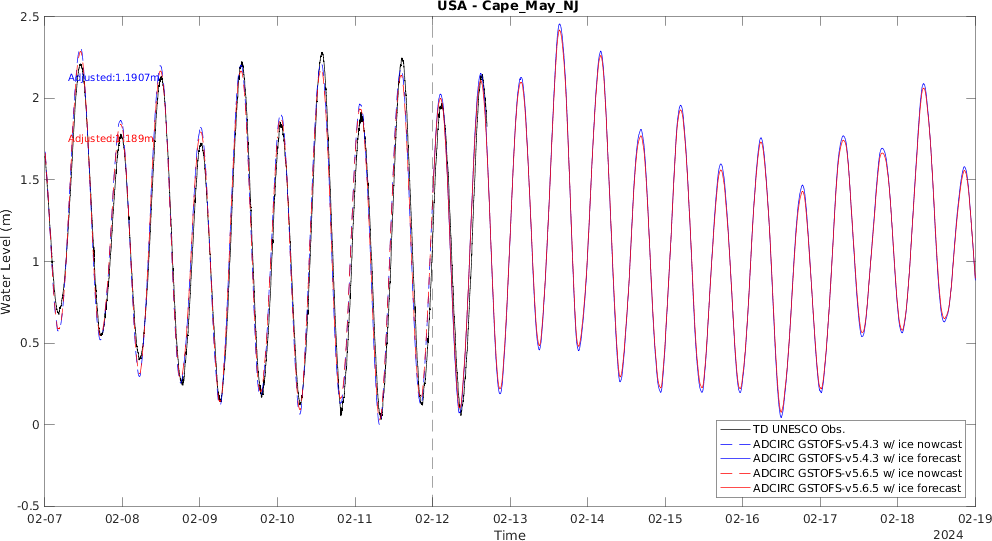 USA - Cape_May_NJ
Water Level (m)
2.5
2
1.5
1
0.5
0
-0.5
Adjusted:1.1907m
Adjusted:1.189m
TD UNESCO Obs.
ADCIRC GSTOFS-v5.4.3 w/ ice nowcast
ADCIRC GSTOFS-v5.4.3 w/ ice forecast
ADCIRC GSTOFS-v5.6.5 w/ ice nowcast
ADCIRC GSTOFS-v5.6.5 w/ ice forecast
02-07 02-08 02-09 02-10 02-11 02-12 02-13 02-14 02-15 02-16 02-17 02-18 02-19
Time
2024